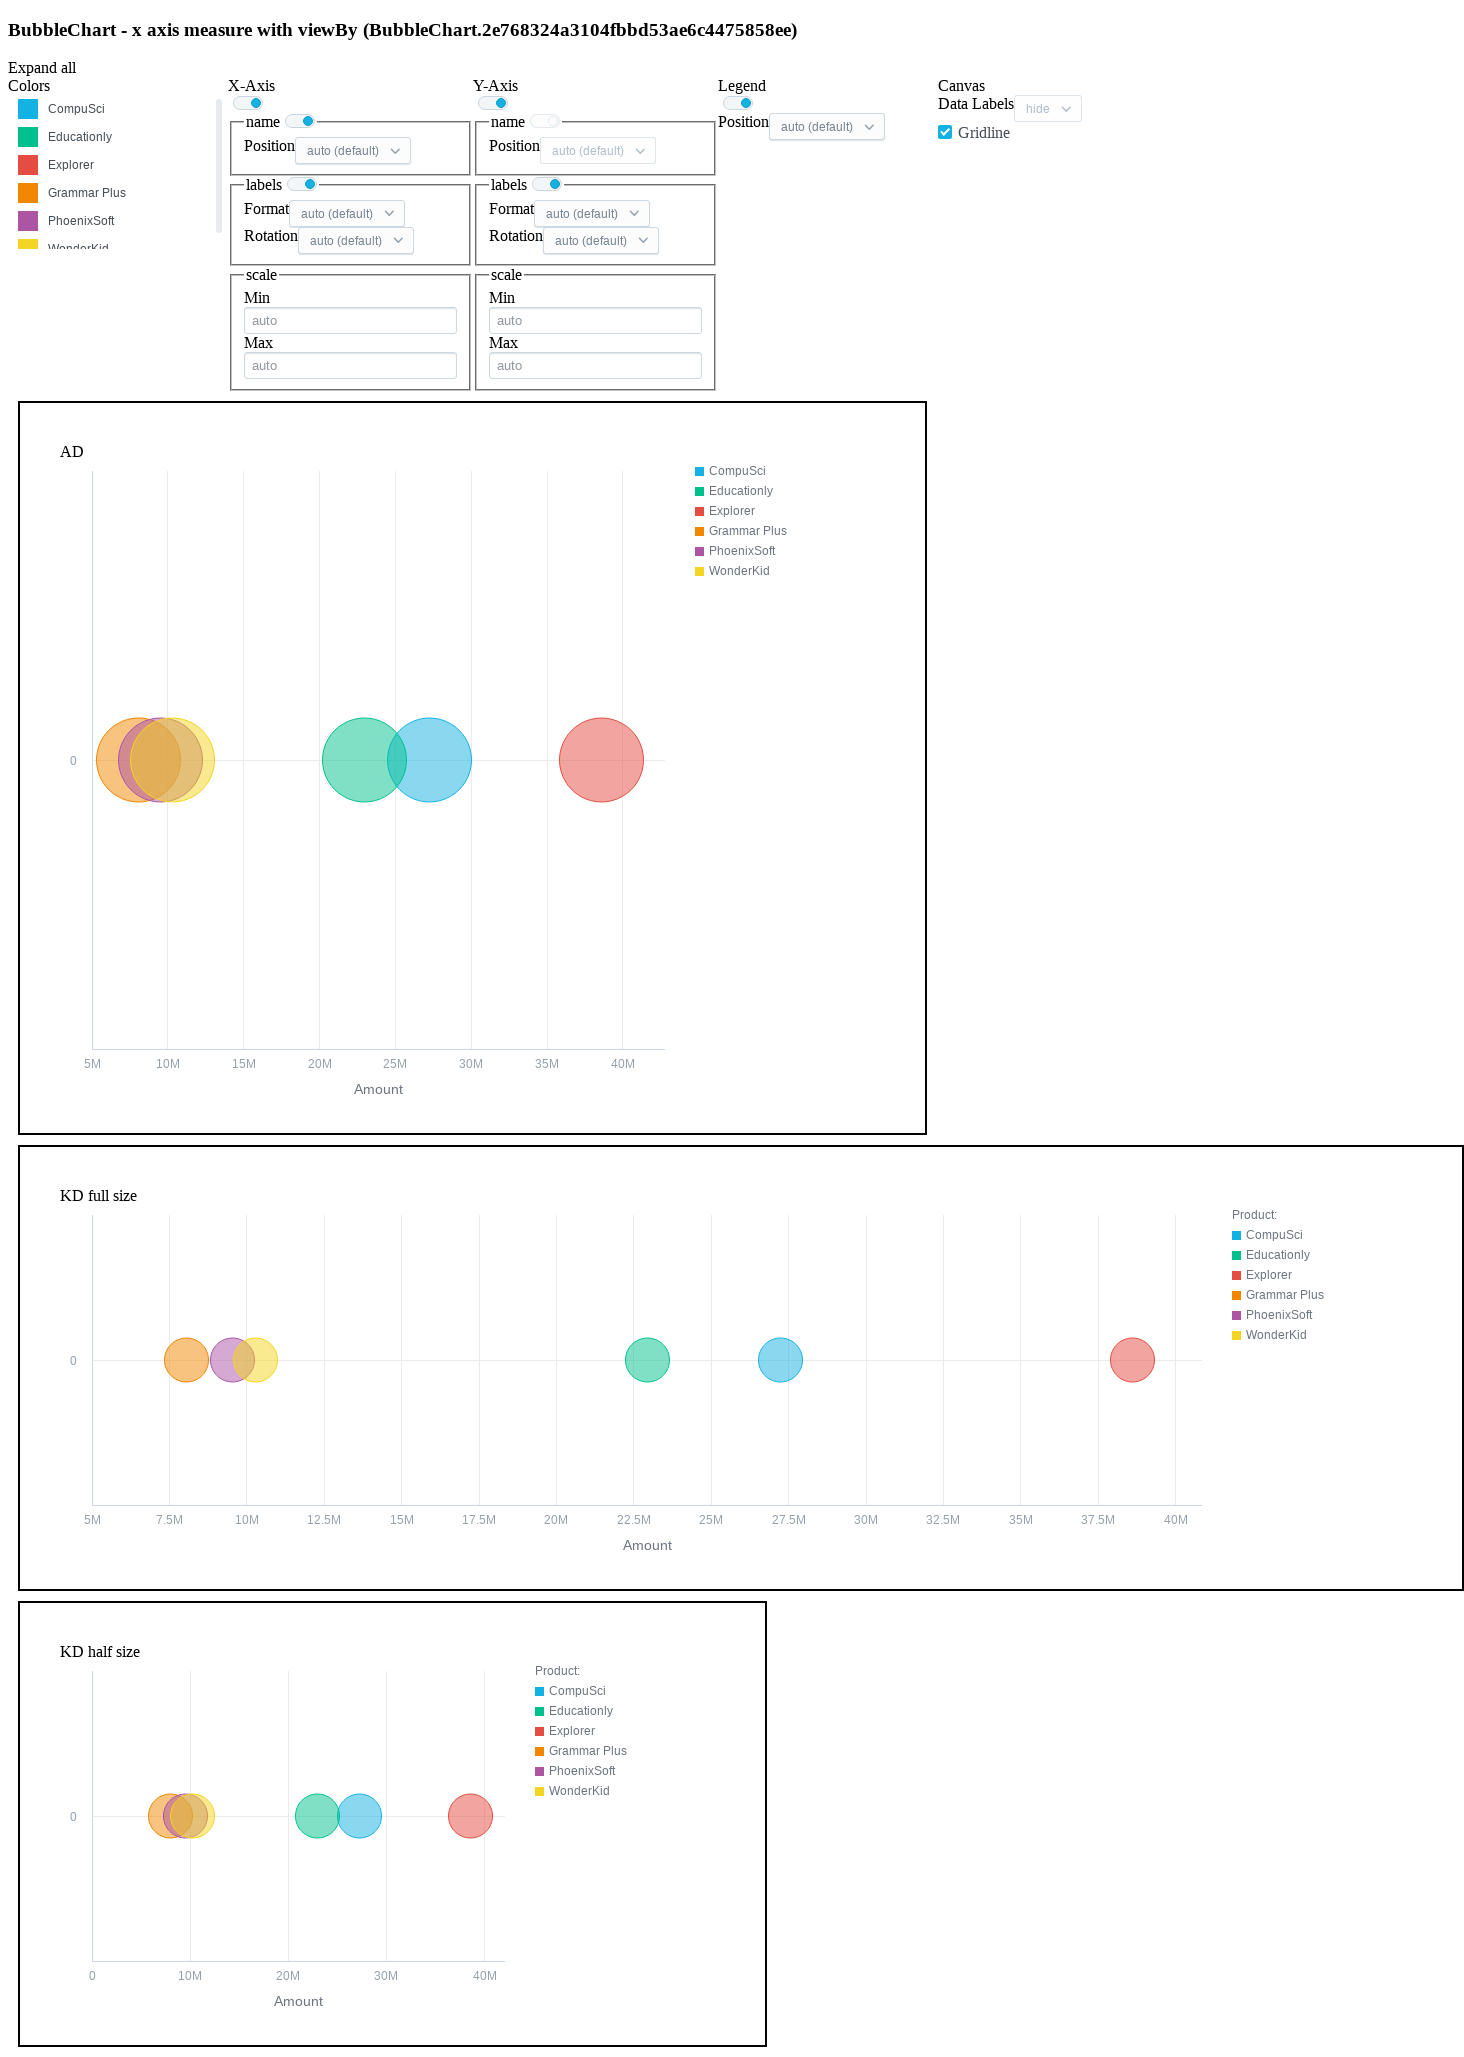 BubbleChart - x axis measure with viewBy (BubbleChart.2e768324a3104fbbd53ae6c4475858ee)
Expand all
Colors
CompuSci
Educationly
Explorer
Grammar Plus
PhoenixSoft
WonderKid
X-Axis
name
Position auto (default)
labels
Format auto (default)
Rotation auto (default)
scale
Min
auto
Max
auto
Y-Axis
name
Position auto (default)
labels
Format auto (default)
Rotation auto (default)
scale
Min
auto
Max
auto
Legend
Position auto (default)
Canvas
Data Labels hide
Gridline
AD
CompuSci
Educationly
Explorer
Grammar Plus
PhoenixSoft
WonderKid
0
5M 10M 15M 20M 25M 30M 35M 40M
Amount
KD full size
Product:
CompuSci
Educationly
Explorer
Grammar Plus
PhoenixSoft
WonderKid
0
5M 7.5M 10M 12.5M 15M 17.5M 20M 22.5M 25M 27.5M 30M 32.5M 35M 37.5M 40M
Amount
KD half size
Product:
CompuSci
Educationly
Explorer
Grammar Plus
PhoenixSoft
WonderKid
0
0 10M 20M 30M 40M
Amount